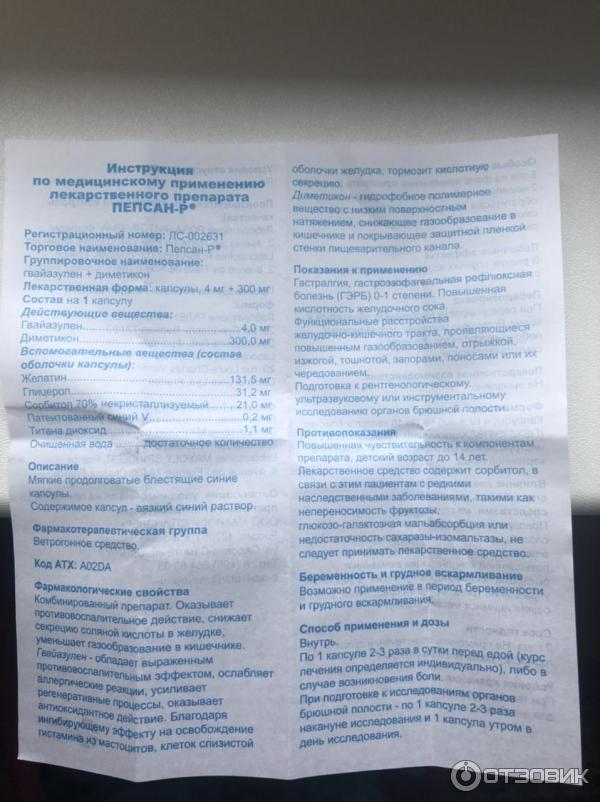 Инструкция
по медицинскому применению
лекарственного препарата
ПЕПСАН-Р®
Регистрационный номер: ЛС-002631
Торговое наименование: Пепсан-Р®
Группировочное наименование:
гвайазулен + диметикон
Лекарственная форма: капсулы, 4 мг + 300 мг
Состав на 1 капсулу
Действующие вещества:
Гвайазулен...............................4,0 мг
Диметикон..............................300,0 мг
Вспомогательные вещества (состав
оболочки капсулы):
Желатин................................131,5 мг
Глицерол................................31,2 мг
Сорбитол 70% некристаллизуемый.........21,0 мг
Патентованный синий V....................0,2 мг
Титана диоксид...........................1,1 мг
Очищенная вода ..........достаточное количество
Описание
Мягкие продолговатые блестящие синие
капсулы.
Содержимое капсул - вязкий синий раствор.
Фармакотерапевтическая группа
Ветрогонное средство.
Код АТХ: A02DA
Фармакологические свойства
Комбинированный препарат. Оказывает
противовоспалительное действие, снижает
секрецию соляной кислоты в желудке,
уменьшает газообразование в кишечнике.
Гвайазулен - обладает выраженным
противовоспалительным эффектом, ослабляет
аллергические реакции, усиливает
регенеративные процессы, оказывает
антиоксидантное действие. Благодаря
ингибирующему эффекту на освобождение
гистамина из мастоцитов, клеток слизистой
оболочки желудка, тормозит кислотную
секрецию.
Диметикон - гидрофобное полимерное
вещество с низким поверхностным
натяжением, снижающее газообразование в
кишечнике и покрывающее защитной пленкой
стенки пищеварительного канала.
Показания к применению
Гастралгия, гастроэзофагеальная рефлюксная
болезнь (ГЭРБ) 0-1 степени. Повышенная
кислотность желудочного сока.
Функциональные расстройства
желудочно-кишечного тракта, проявляющиеся
повышенным газообразованием, отрыжкой,
изжогой, тошнотой, запорами, поносами или их
чередованием.
Подготовка к рентгенологическому,
ультразвуковому или инструментальному
исследованию органов брюшной полости.
Противопоказания
Повышенная чувствительность к компонентам
препарата, детский возраст до 14 лет.
Лекарственное средство содержит сорбитол, в
связи с этим пациентам с редкими
наследственными заболеваниями, такими как
непереносимость фруктозы,
глюкозо-галактозная мальабсорбция или
недостаточность сахаразы-изомальтазы, не
следует принимать лекарственное средство.
Беременность и грудное вскармливание
Возможно применение в период беременности
и грудного вскармливания.
Способ применения и дозы
Внутрь.
По 1 капсуле 2-3 раза в сутки перед едой (курс
лечения определяется индивидуально), либо в
случае возникновения боли.
При подготовке к исследованиям органов
брюшной полости - по 1 капсуле 2-3 раза
накануне исследования и 1 капсула утром в
день исследования.
ОТЗОВИК